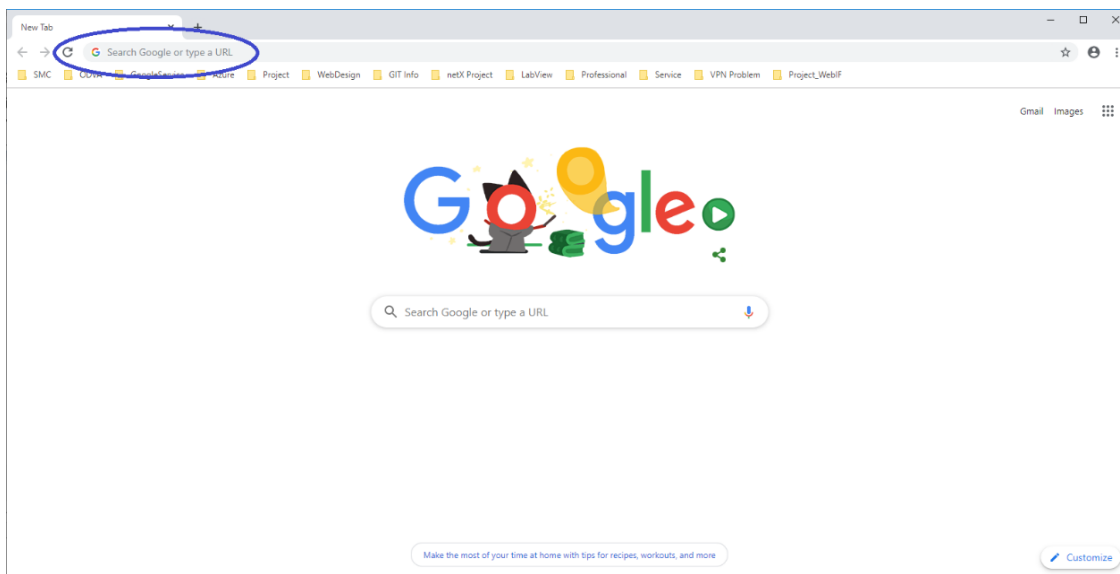 New Tab
Search Google or type a URL
SMC ODVA GoogleService Azure Project WebDesign GIT Info netX Project LabView Professional Service VPN Problem Project_WebIF
Gmail Images
Google
Search Google or type a URL
Make the most of your time at home with tips for recipes, workouts, and more
Customize